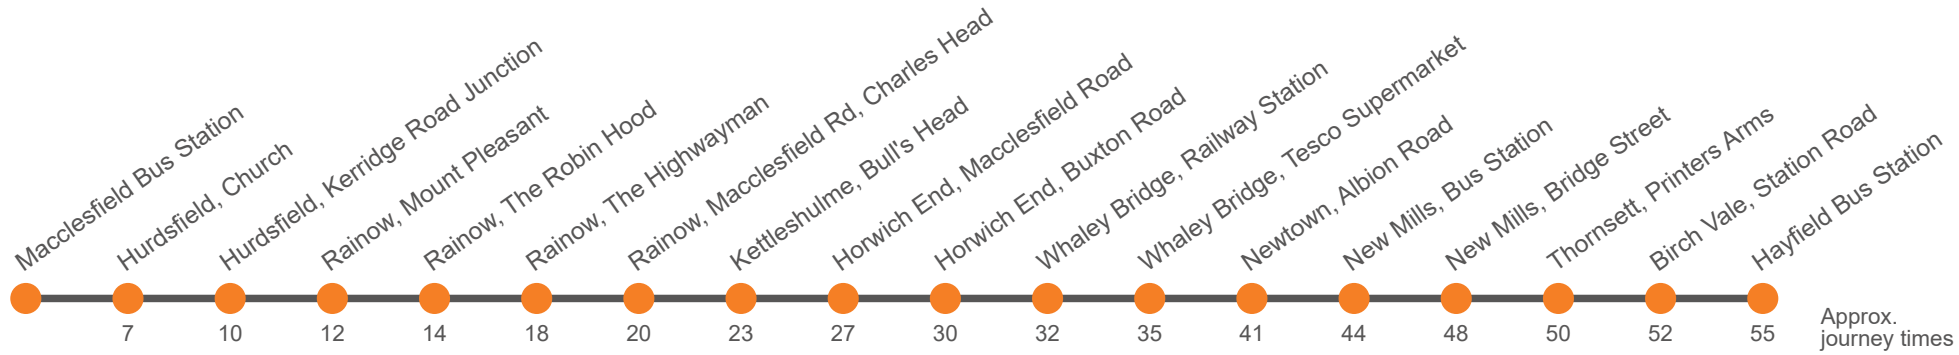 Macclesfield Bus Station
Hurdsfield, Church
Hurdsfield, Kerridge Road Junction
Rainow, Mount Pleasant
Rainow, The Robin Hood
Rainow, The Highwayman
Rainow, Macclesfield Rd, Charles Head
Kettleshulme, Bull's Head
Horwich End, Macclesfield Road
Horwich End, Buxton Road
Whaley Bridge, Railway Station
Whaley Bridge, Tesco Supermarket
Newtown, Albion Road
New Mills, Bus Station
New Mills, Bridge Street
Thornsett, Printers Arms
Birch Vale, Station Road
Hayfield Bus Station
7 10 12 14 18 20 23 27 30 32 35 41 44 48 50 52 55
Approx.
journey times